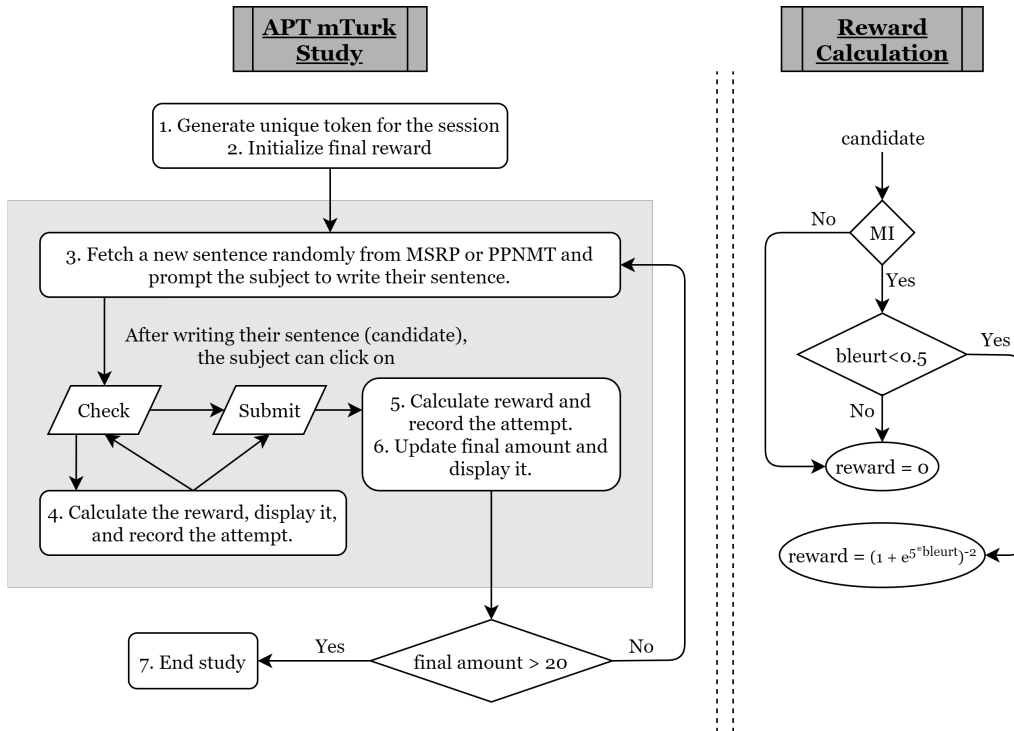 APT mTurk
Study
1. Generate unique token for the session
2. Initialize final reward
3. Fetch a new sentence randomly from MSRP or PPNMT and
prompt the subject to write their sentence.
After writing their sentence (candidate),
the subject can click on
Check
Submit
4. Calculate the reward, display it,
and record the attempt.
5. Calculate reward and
record the attempt.
6. Update final amount and
display it.
final amount > 20
Yes
No
7. End study
Reward
Calculation
candidate
MI
No
Yes
bleurt<0.5
Yes
No
reward = 0
reward = (1 + e^5*bleurt)^-2